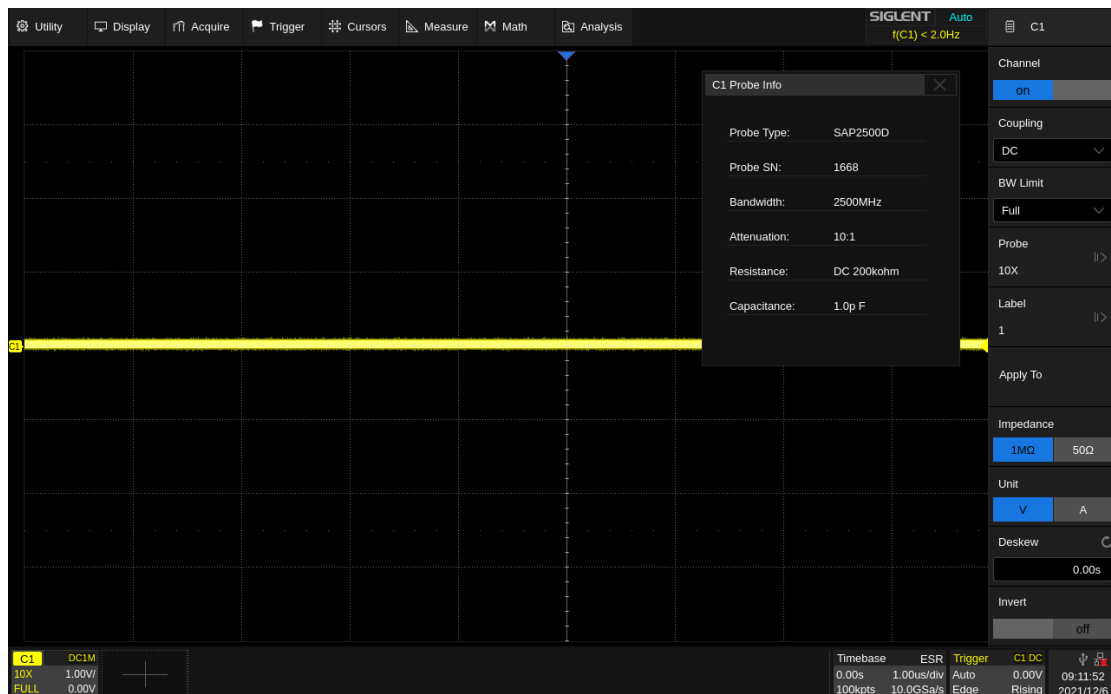 Utility Display Acquire Trigger Cursors Measure Math Analysis
SIGLENT Auto
f(C1) < 2.0Hz
C1
C1 Probe Info
Probe Type: SAP2500D
Probe SN: 1668
Bandwidth: 2500MHz
Attenuation: 10:1
Resistance: DC 200kohm
Capacitance: 1.0p F
Channel
on
Coupling
DC
BW Limit
Full
Probe
10X
Label
1
Apply To
Impedance
1MΩ 50Ω
Unit
V A
Deskew
0.00s
Invert
off
C1
C1 DC1M
10X 1.00V/
FULL 0.00V
Timebase ESR
0.00s 1.00us/div
100kpts 10.0GSa/s
Trigger C1 DC
Auto 0.00V
Edge Rising
09:11:52
2021/12/6